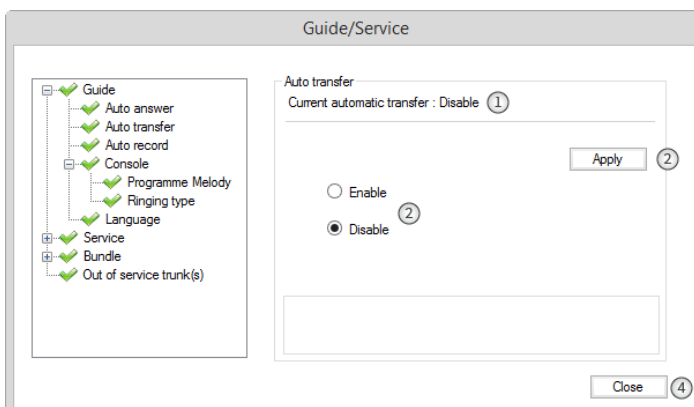 Guide/Service
Guide
Auto answer
Auto transfer
Auto record
Console
Programme Melody
Ringing type
Language
Service
Bundle
Out of service trunk(s)
Auto transfer
Current automatic transfer : Disable 1
Apply 2
Enable
2
Disable
Close 4